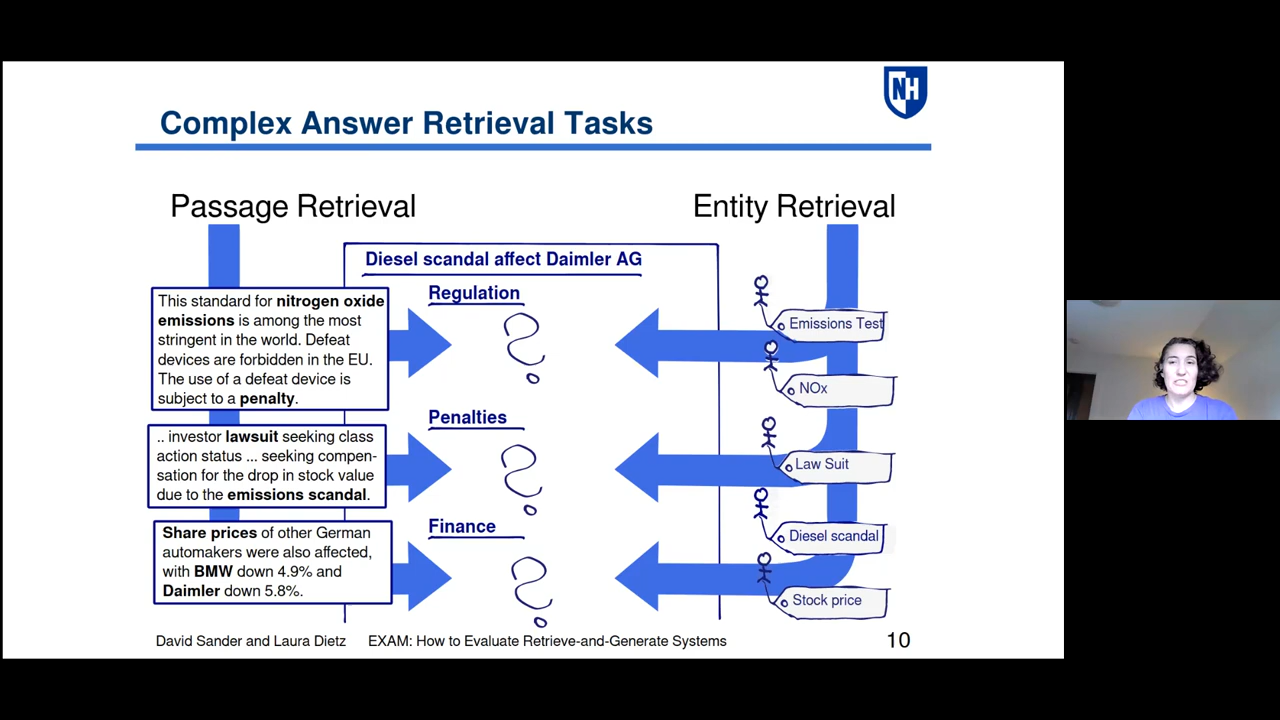 NH
Complex Answer Retrieval Tasks
Passage Retrieval
Entity Retrieval
Diesel scandal affect Daimler AG
Regulation
This standard for nitrogen oxide
emissions is among the most
stringent in the world. Defeat
devices are forbidden in the EU.
The use of a defeat device is
subject to a penalty.
Emissions Test
NOx
Penalties
.. investor lawsuit seeking class
action status ... seeking compen-
sation for the drop in stock value
due to the emissions scandal.
Law Suit
Finance
Share prices of other German
automakers were also affected,
with BMW down 4.9% and
Daimler down 5.8%.
Diesel scandal
Stock price
David Sander and Laura Dietz
EXAM: How to Evaluate Retrieve-and-Generate Systems
10